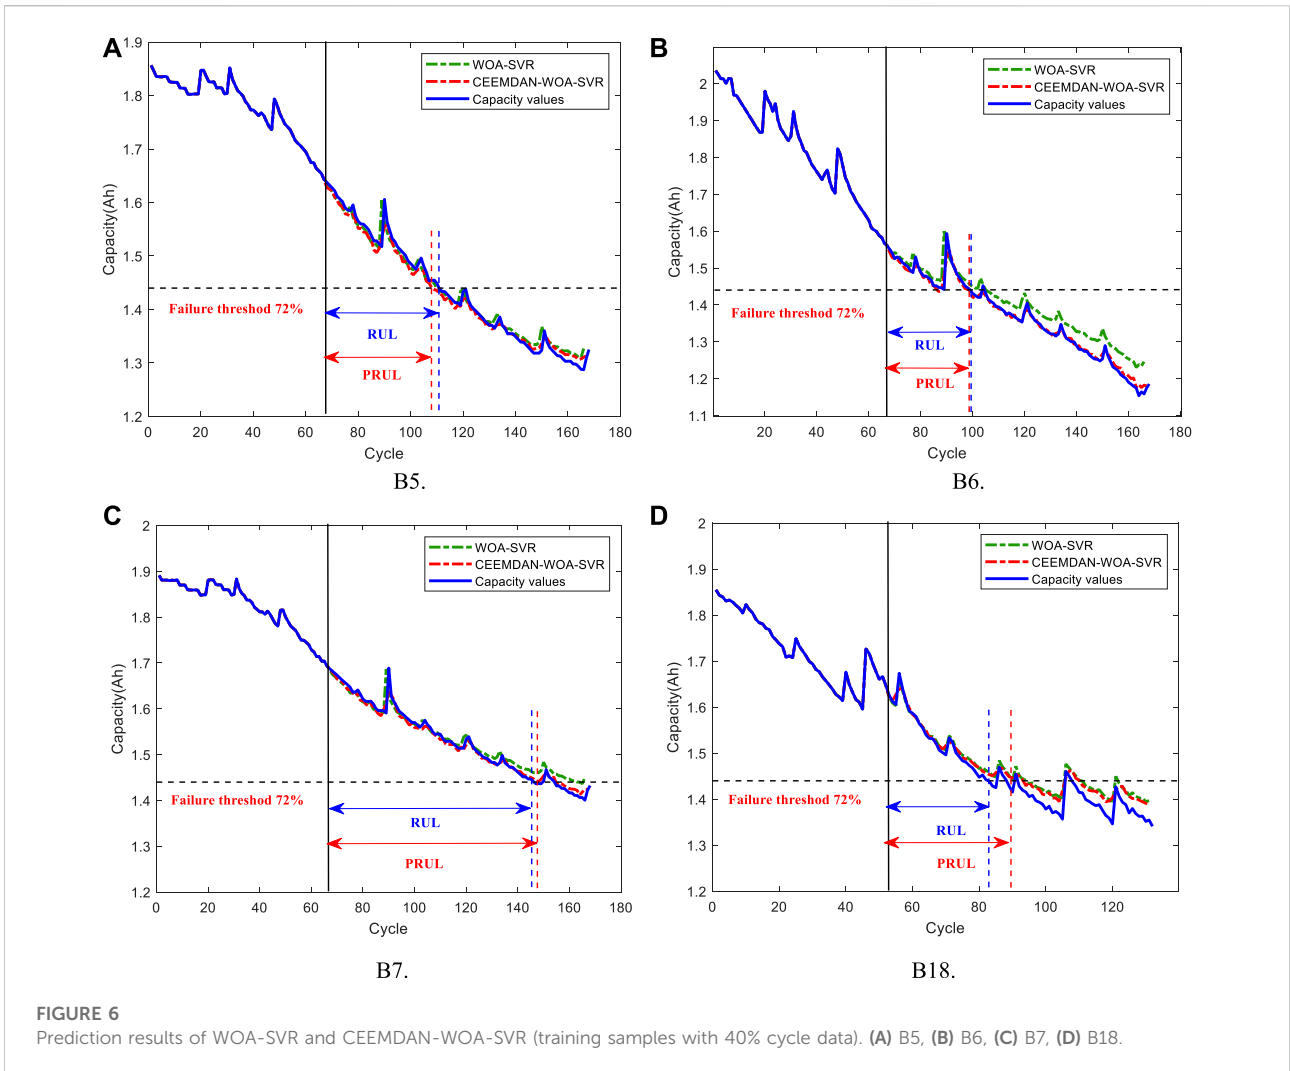 A
1.9
1.8
1.7
1.6
1.5
1.4
1.3
1.2
Capacity(Ah)
WOA-SVR
CEEMDAN-WOA-SVR
Capacity values
Failure threshod 72%
RUL
PRUL
0 20 40 60 80 100 120 140 160 180
Cycle
B5.
B
2
1.9
1.8
1.7
1.6
1.5
1.4
1.3
1.2
1.1
Capacity(Ah)
WOA-SVR
CEEMDAN-WOA-SVR
Capacity values
Failure threshod 72%
RUL
PRUL
20 40 60 80 100 120 140 160 180
Cycle
B6.
C
2
1.9
1.8
1.7
1.6
1.5
1.4
1.3
1.2
Capacity(Ah)
WOA-SVR
CEEMDAN-WOA-SVR
Capacity values
Failure threshod 72%
RUL
PRUL
0 20 40 60 80 100 120 140 160 180
Cycle
B7.
D
2
1.9
1.8
1.7
1.6
1.5
1.4
1.3
1.2
Capacity(Ah)
WOA-SVR
CEEMDAN-WOA-SVR
Capacity values
Failure threshod 72%
RUL
PRUL
0 20 40 60 80 100 120
Cycle
B18.
FIGURE 6
Prediction results of WOA-SVR and CEEMDAN-WOA-SVR (training samples with 40% cycle data). (A) B5, (B) B6, (C) B7, (D) B18.